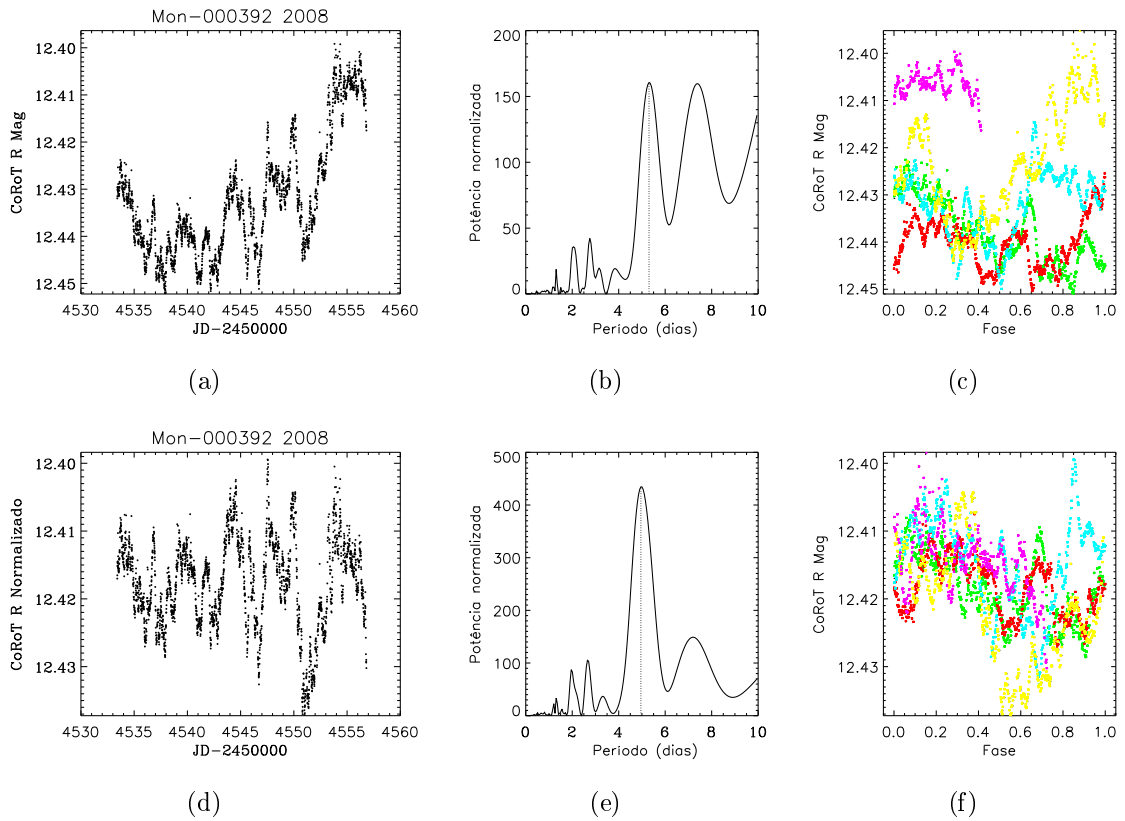 Mon-000392 2008
CoRoT R Mag
12.40
12.41
12.42
12.43
12.44
12.45
4530 4535 4540 4545 4550 4555 4560
JD-2450000
(a)
Potência normalizada
200
150
100
50
0
0 2 4 6 8 10
Período (dias)
(b)
CoRoT R Mag
12.40
12.41
12.42
12.43
12.44
12.45
0.0 0.2 0.4 0.6 0.8 1.0
Fase
(c)
Mon-000392 2008
CoRoT R Normalizado
12.40
12.41
12.42
12.43
4530 4535 4540 4545 4550 4555 4560
JD-2450000
(d)
Potência normalizada
500
400
300
200
100
0
0 2 4 6 8 10
Período (dias)
(e)
CoRoT R Mag
12.40
12.41
12.42
12.43
0.0 0.2 0.4 0.6 0.8 1.0
Fase
(f)